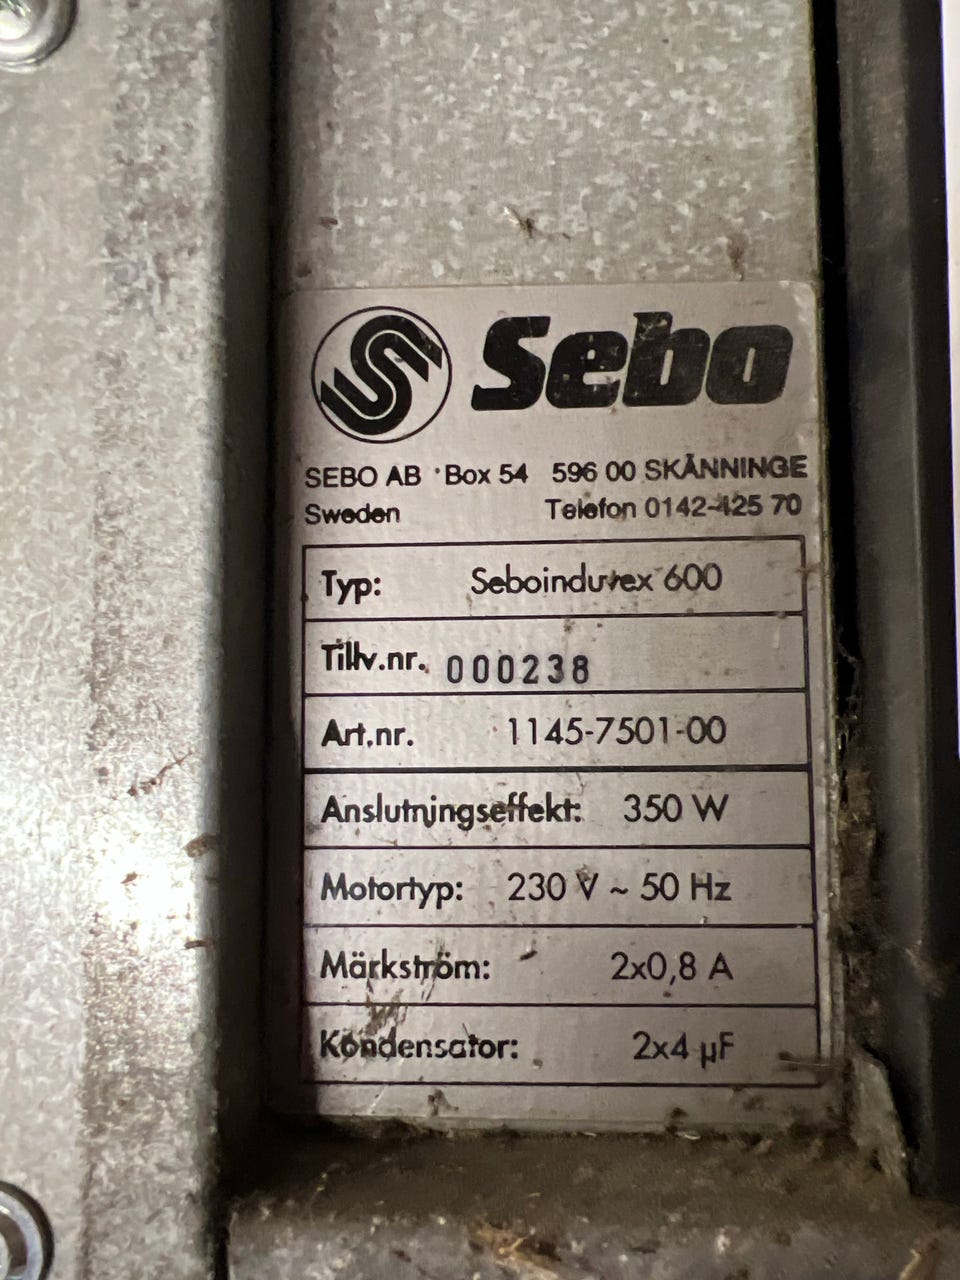 Sebo
SEBO AB Box 54 596 00 SKÄNNINGE
Sweden Telefon 0142-425 70
Typ: Seboindurex 600
Tillv.nr. 000238
Art.nr. 1145-7501-00
Anslutningseffekt: 350 W
Motortyp: 230 V ~ 50 Hz
Märkström: 2x0,8 A
Kondensator: 2x4 µF